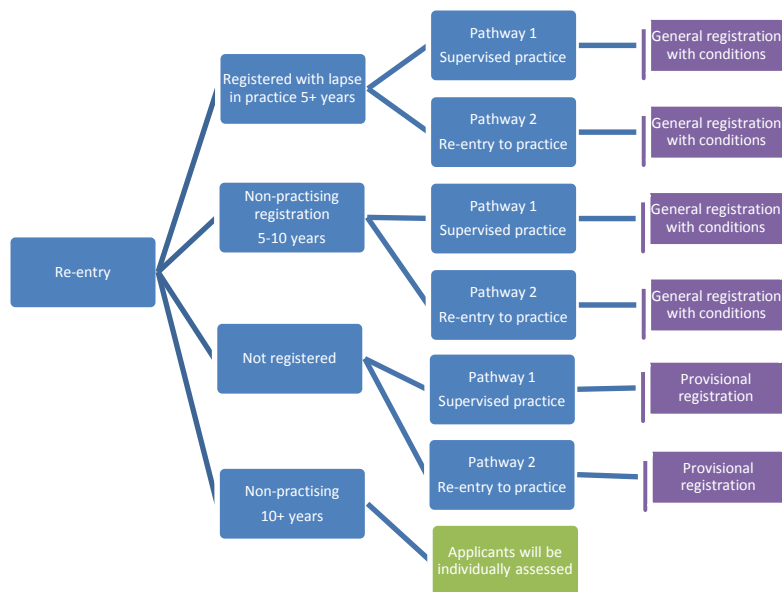 Re-entry
Registered with lapse
in practice 5+ years
Pathway 1
Supervised practice
General registration
with conditions
Pathway 2
Re-entry to practice
General registration
with conditions
Non-practising
registration
5-10 years
Pathway 1
Supervised practice
General registration
with conditions
Pathway 2
Re-entry to practice
General registration
with conditions
Not registered
Pathway 1
Supervised practice
Provisional
registration
Pathway 2
Re-entry to practice
Provisional
registration
Non-practising
10+ years
Applicants will be
individually assessed